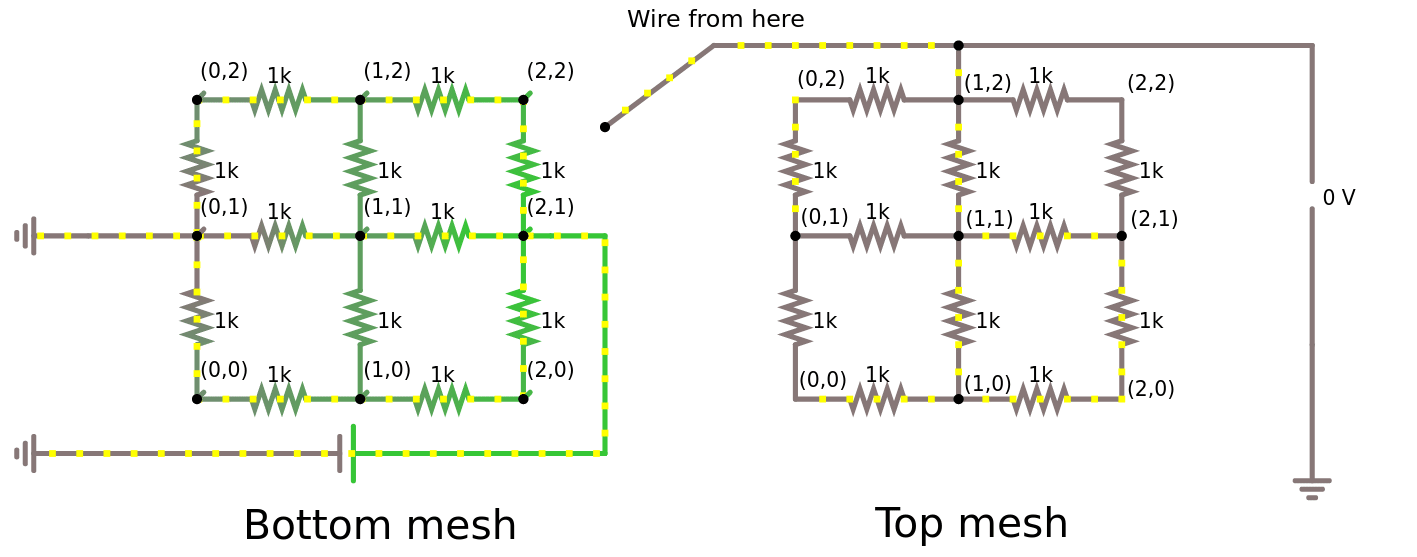 Wire from here
(0,2) 1k (1,2) 1k (2,2)
(0,2) 1k (1,2) 1k (2,2)
1k 1k 1k
1k 1k 1k
0 V
(0,1) 1k (1,1) 1k (2,1)
(0,1) 1k (1,1) 1k (2,1)
1k 1k 1k
1k 1k 1k
(0,0) 1k (1,0) 1k (2,0)
(0,0) 1k (1,0) 1k (2,0)
Bottom mesh
Top mesh